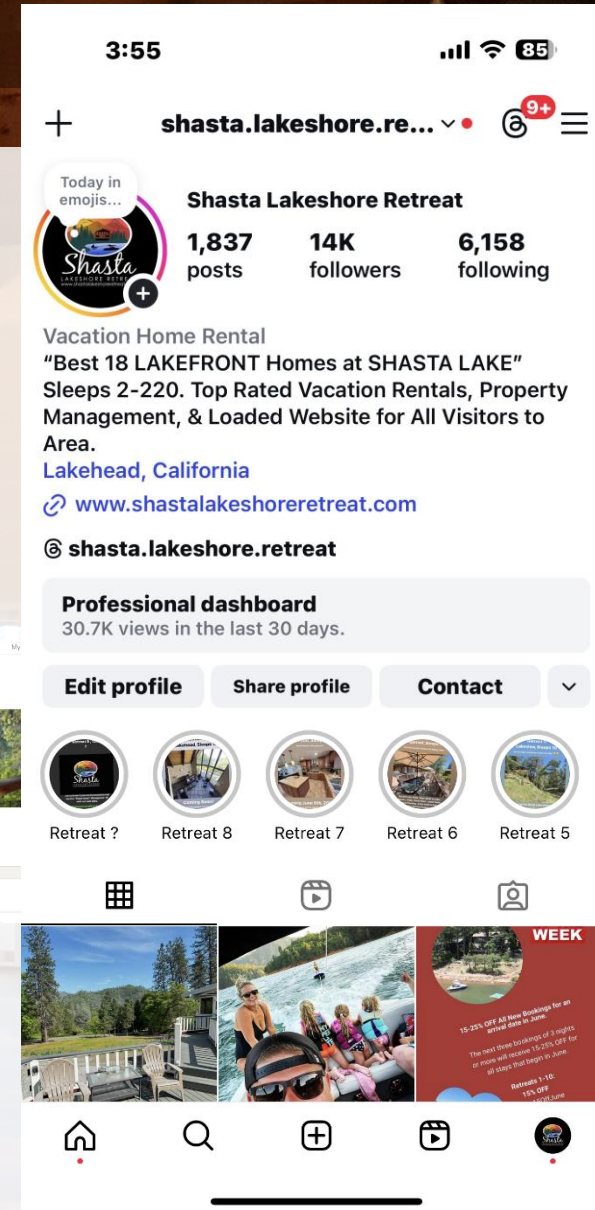 3:55
85
shasta.lakeshore.re...
9+
Today in
emojis...
Shasta Lakeshore Retreat
1,837
14K
6,158
posts
followers
following
Shasta
LAKESHORE RETREAT
Vacation Home Rental
“Best 18 LAKEFRONT Homes at SHASTA LAKE”
Sleeps 2-220. Top Rated Vacation Rentals, Property
Management, & Loaded Website for All Visitors to
Area.
Lakehead, California
www.shastalakeshoreretreat.com
shasta.lakeshore.retreat
Professional dashboard
30.7K views in the last 30 days.
Edit profile
Share profile
Contact
My
Shasta
Retreat ?
Retreat 8
Retreat 7
Retreat 6
Retreat 5
WEEK
15-25% OFF All New Bookings for an
arrival date in June.
The next three bookings of 3 nights
or more will receive 15-25% OFF for
all stays that begin in June.
Retreats 1-10:
15% OFF
Shasta